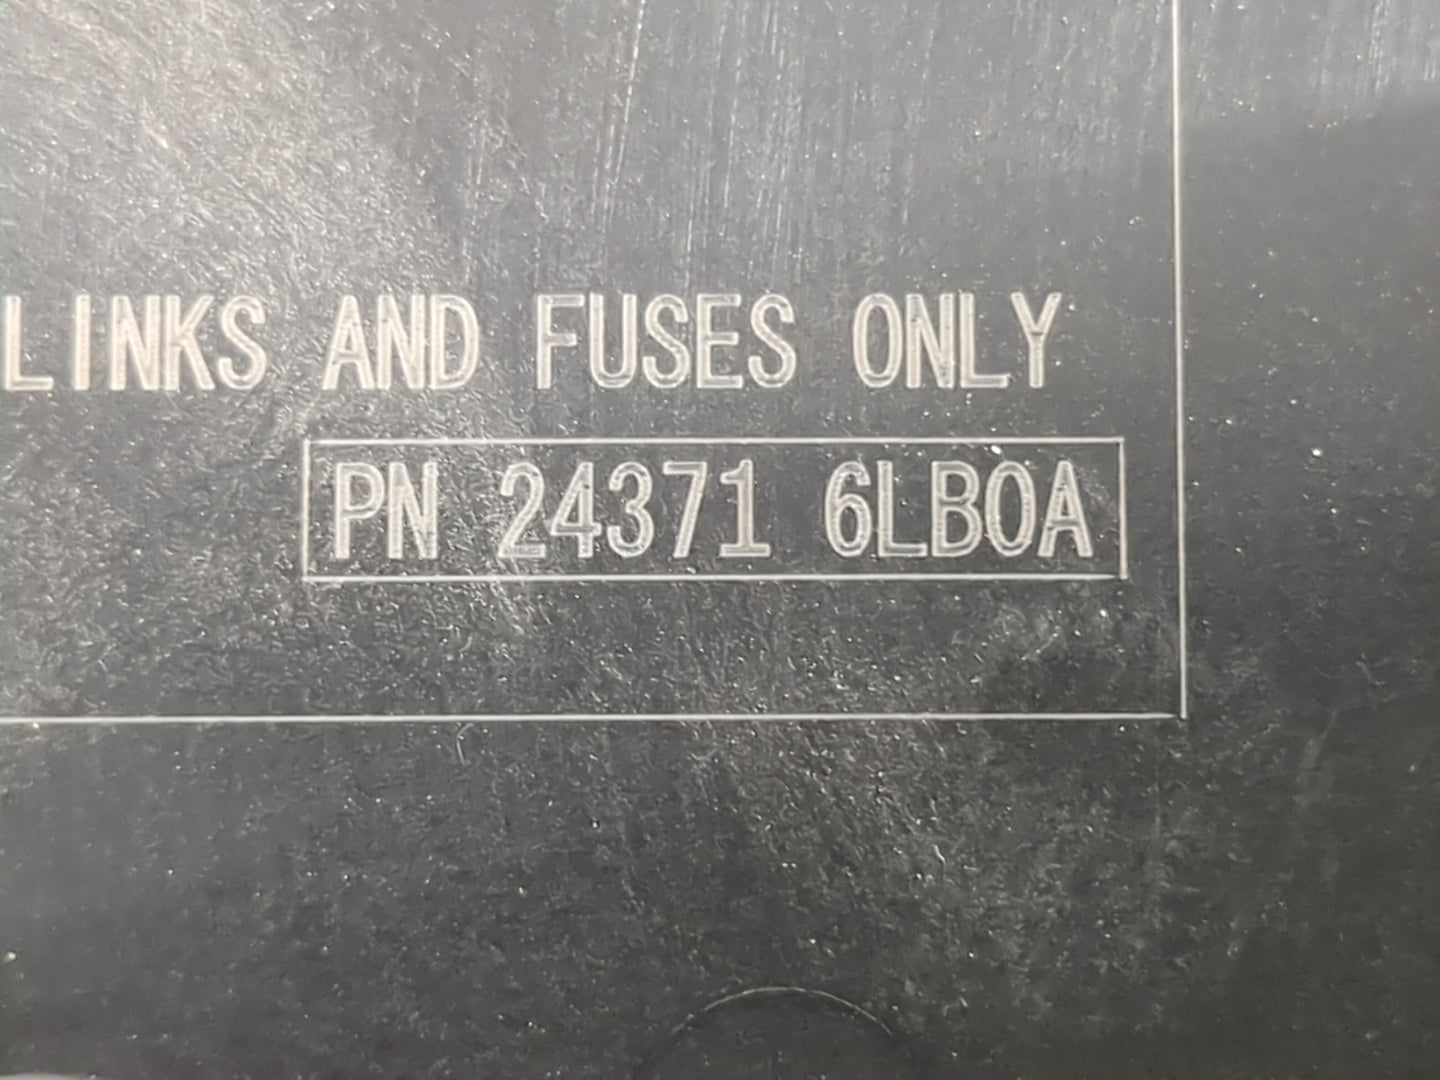 LINKS AND FUSES ONLY
PN 24371 6LB0A